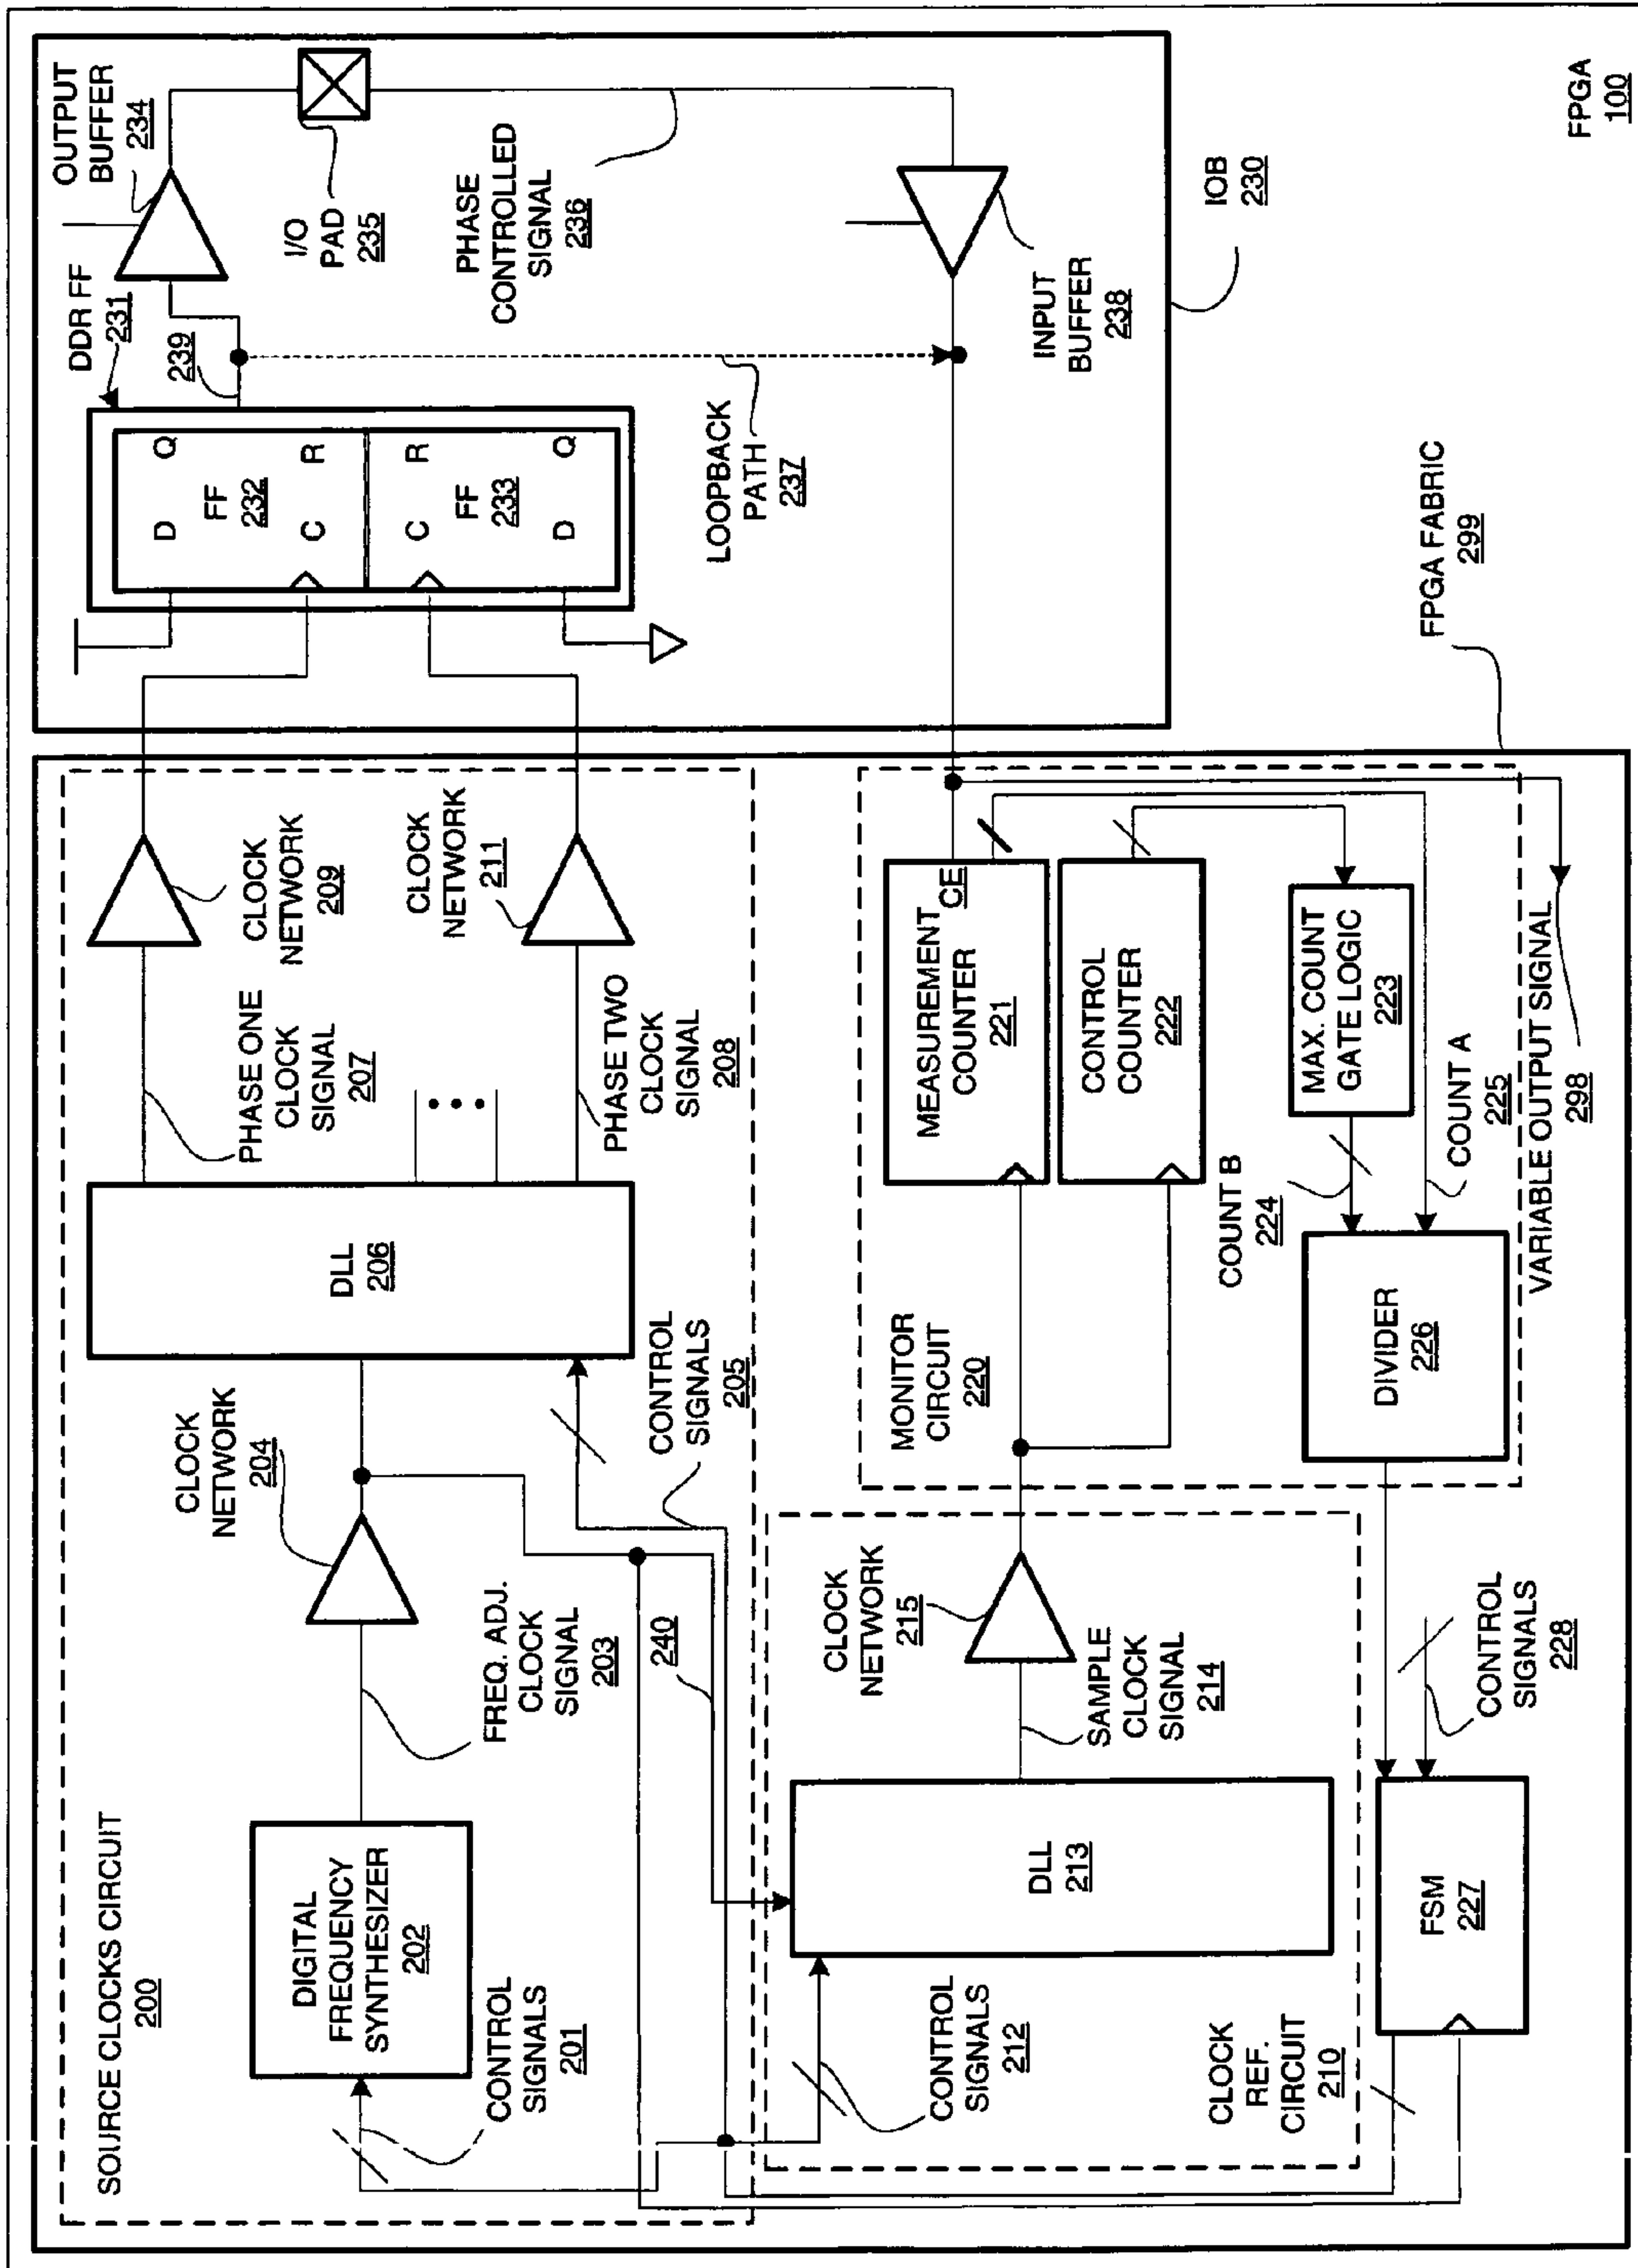 SOURCE CLOCKS CIRCUIT
200
DIGITAL
FREQUENCY
SYNTHESIZER
202
CONTROL
SIGNALS
201
FREQ. ADJ.
CLOCK
SIGNAL
203
CLOCK
NETWORK
204
DLL
206
CONTROL
SIGNALS
205
240
PHASE ONE
CLOCK
SIGNAL
207
PHASE TWO
CLOCK
SIGNAL
208
CLOCK
NETWORK
209
CLOCK
NETWORK
211
DDR FF
231
239
D Q
FF
232
C R
C R
FF
233
D Q
OUTPUT
BUFFER
234
I/O
PAD
235
PHASE
CONTROLLED
SIGNAL
236
LOOPBACK
PATH
237
INPUT
BUFFER
238
IOB
230
CONTROL
SIGNALS
212
CLOCK
REF.
CIRCUIT
210
DLL
213
SAMPLE
CLOCK
SIGNAL
214
CLOCK
NETWORK
215
MONITOR
CIRCUIT
220
MEASUREMENT
COUNTER
221
CE
CONTROL
COUNTER
222
MAX. COUNT
GATE LOGIC
223
COUNT B
224
COUNT A
225
DIVIDER
226
VARIABLE OUTPUT SIGNAL
298
FSM
227
CONTROL
SIGNALS
228
FPGA FABRIC
299
FPGA
100